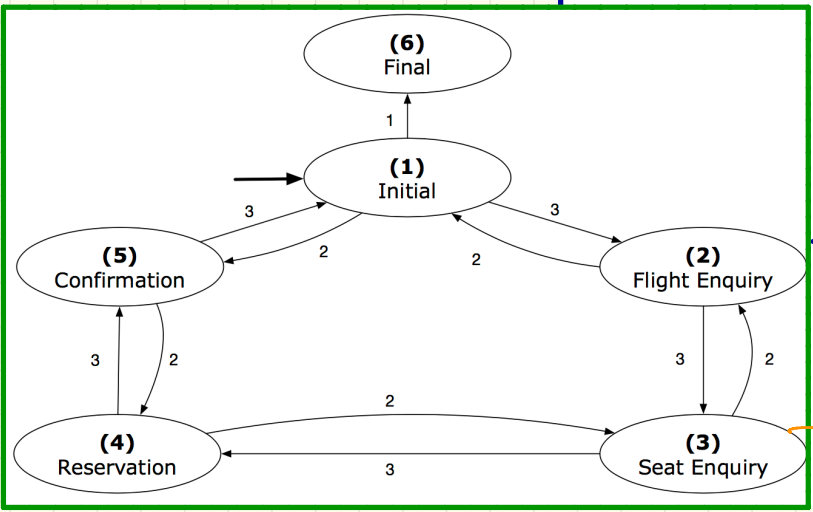 (6)
Final
1
(1)
Initial
3
3
2
2
(5)
Confirmation
(2)
Flight Enquiry
3
2
3
2
2
(4)
Reservation
(3)
Seat Enquiry
3